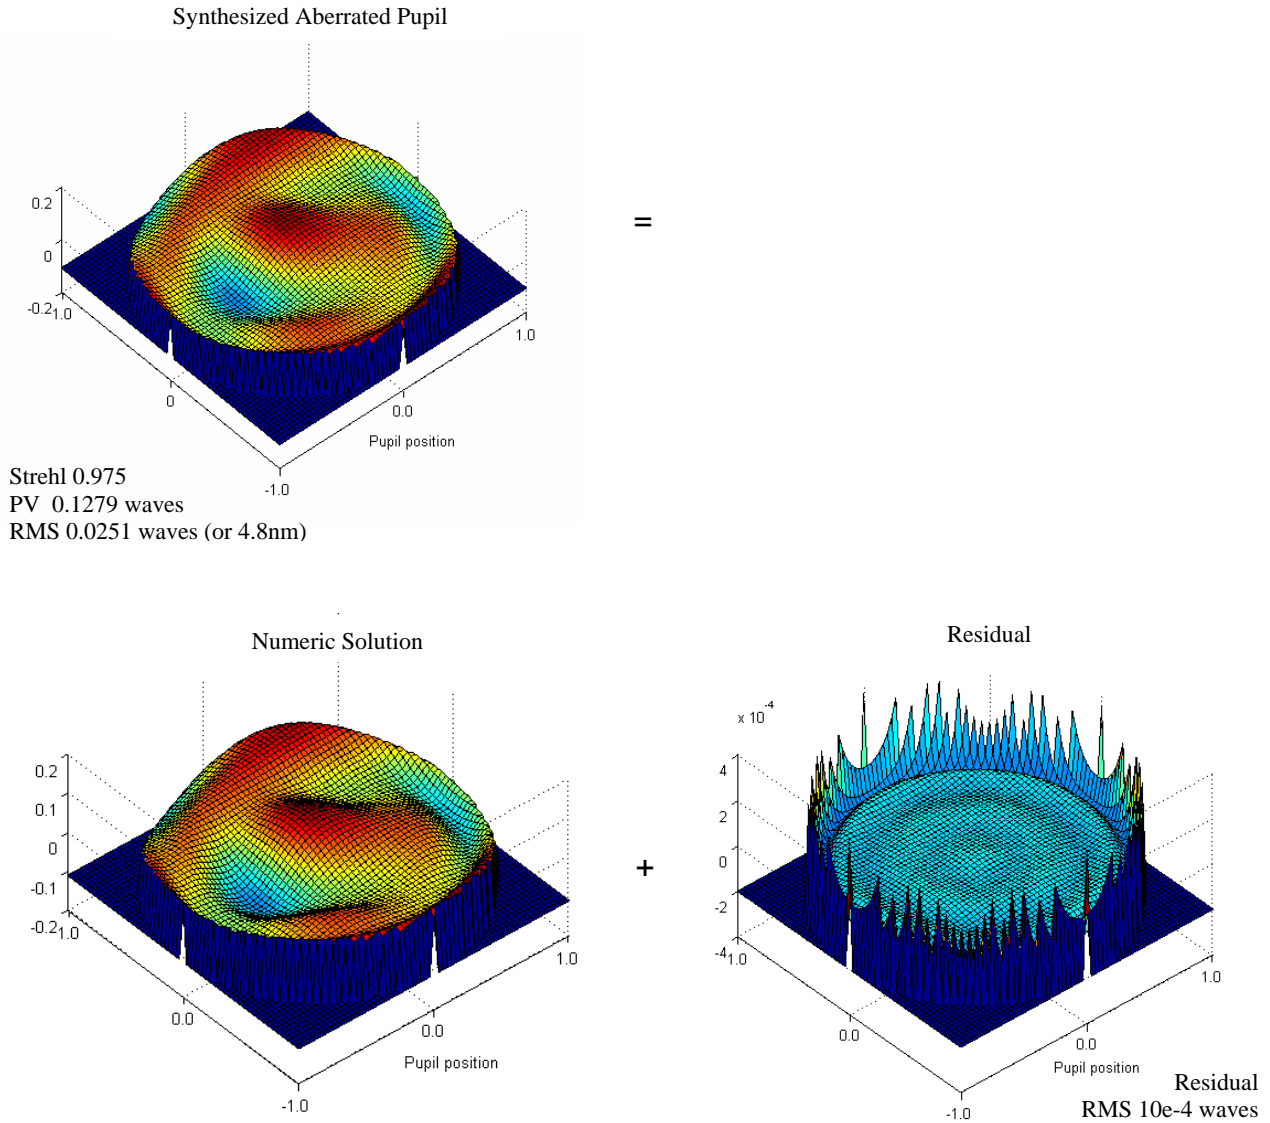 Synthesized Aberrated Pupil
0.2
0
-0.2
1.0
0
-1.0
0.0
1.0
Pupil position
=
Strehl 0.975
PV 0.1279 waves
RMS 0.0251 waves (or 4.8nm)
Numeric Solution
0.2
0.1
0
-0.1
-0.2
1.0
0.0
-1.0
0.0
1.0
Pupil position
+
Residual
x 10-4
4
2
0
-2
-4
1.0
0.0
-1.0
0.0
1.0
Pupil position
Residual
RMS 10e-4 waves